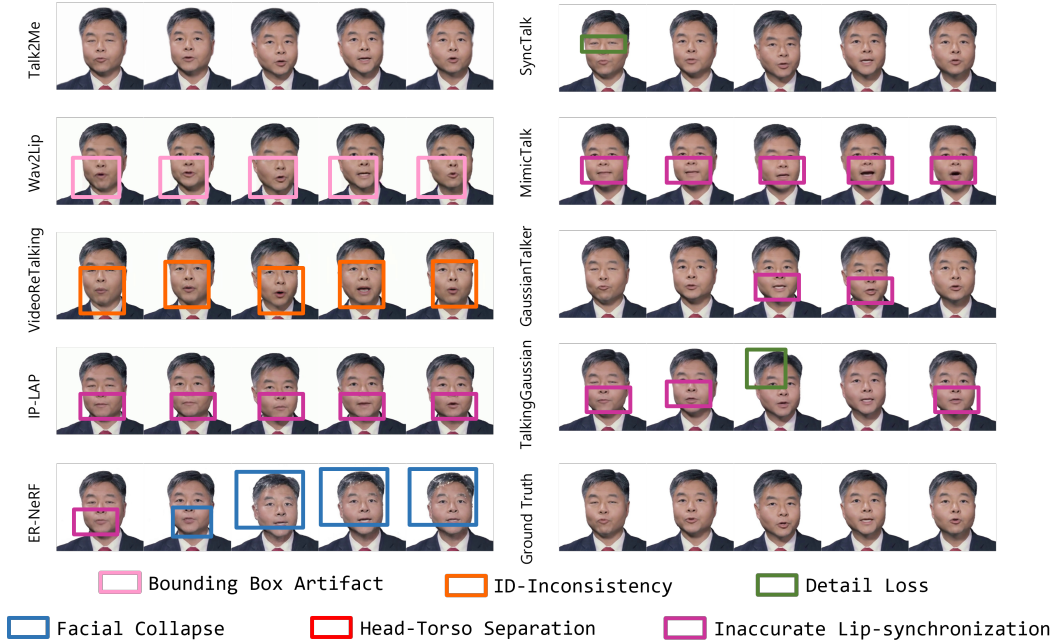 Talk2Me
SyncTalk
Wav2Lip
MimicTalk
VideoReTalking
GaussianTalker
IP-LAP
TalkingGaussian
ER-NeRF
Ground Truth
Bounding Box Artifact
ID-Inconsistency
Detail Loss
Facial Collapse
Head-Torso Separation
Inaccurate Lip-synchronization